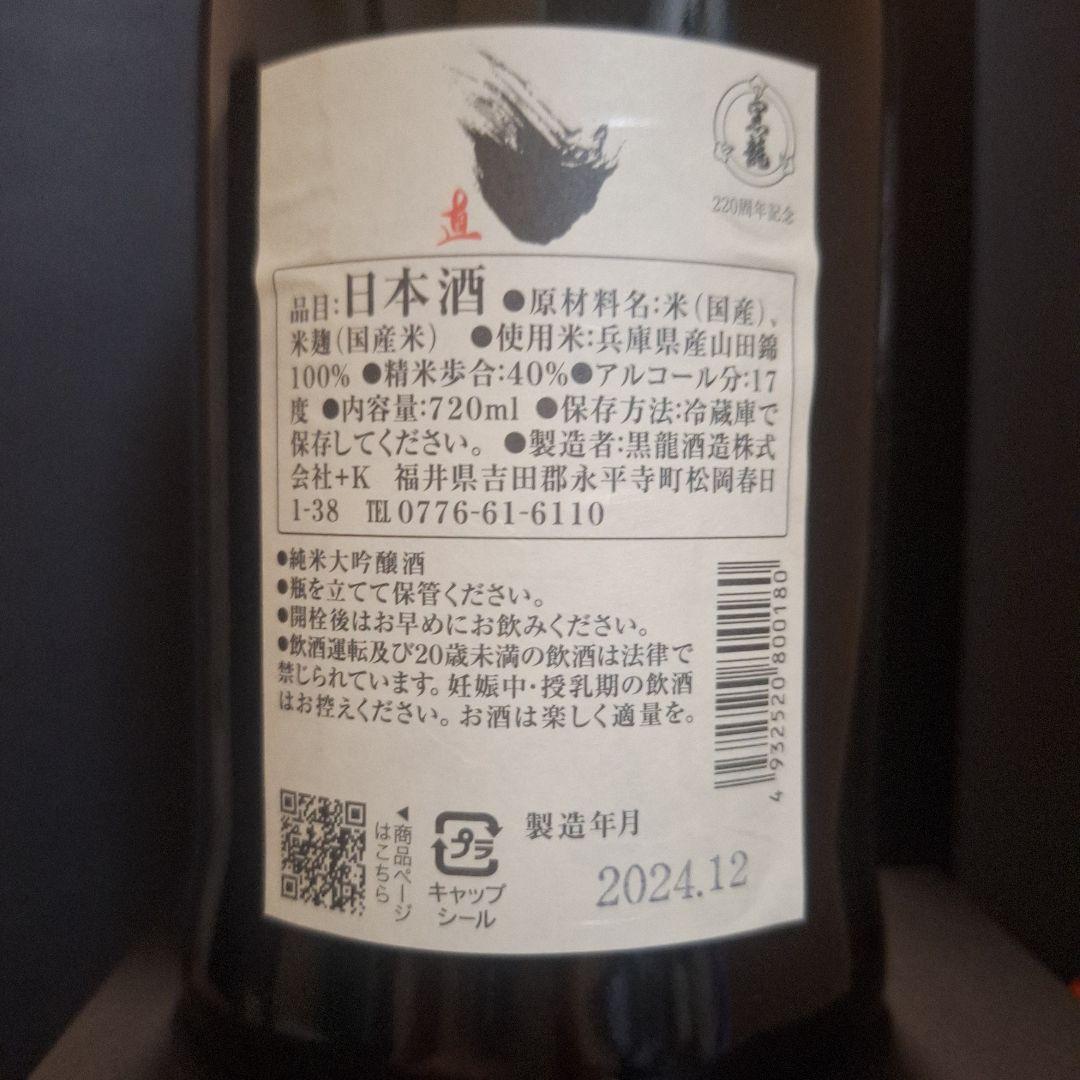 黒龍
220周年記念
直
品目:日本酒 ●原材料名:米(国産)、
米麹(国産米) ●使用米:兵庫県産山田錦
100% ●精米歩合:40%●アルコール分:17
度 ●内容量:720ml ●保存方法:冷蔵庫で
保存してください。 ●製造者:黒龍酒造株式
会社+K 福井県吉田郡永平寺町松岡春日
1-38 ℡0776-61-6110
●純米大吟醸酒
●瓶を立てて保管ください。
●開栓後はお早めにお飲みください。
●飲酒運転及び20歳未満の飲酒は法律で
禁じられています。妊娠中・授乳期の飲酒
はお控えください。お酒は楽しく適量を。
4932520800180
◀商品ページ
はこちら
プラ
キャップ
シール
製造年月
2024.12